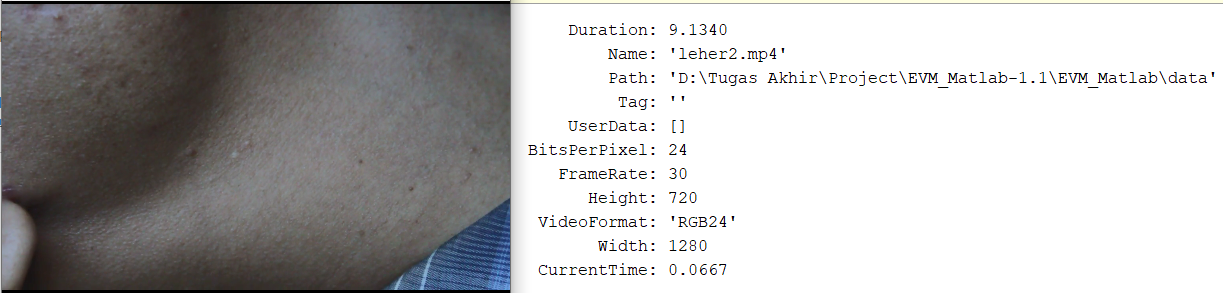 Duration: 9.1340
Name: 'leher2.mp4'
Path: 'D:\Tugas Akhir\Project\EVM_Matlab-1.1\EVM_Matlab\data'
Tag: ''
UserData: []
BitsPerPixel: 24
FrameRate: 30
Height: 720
VideoFormat: 'RGB24'
Width: 1280
CurrentTime: 0.0667